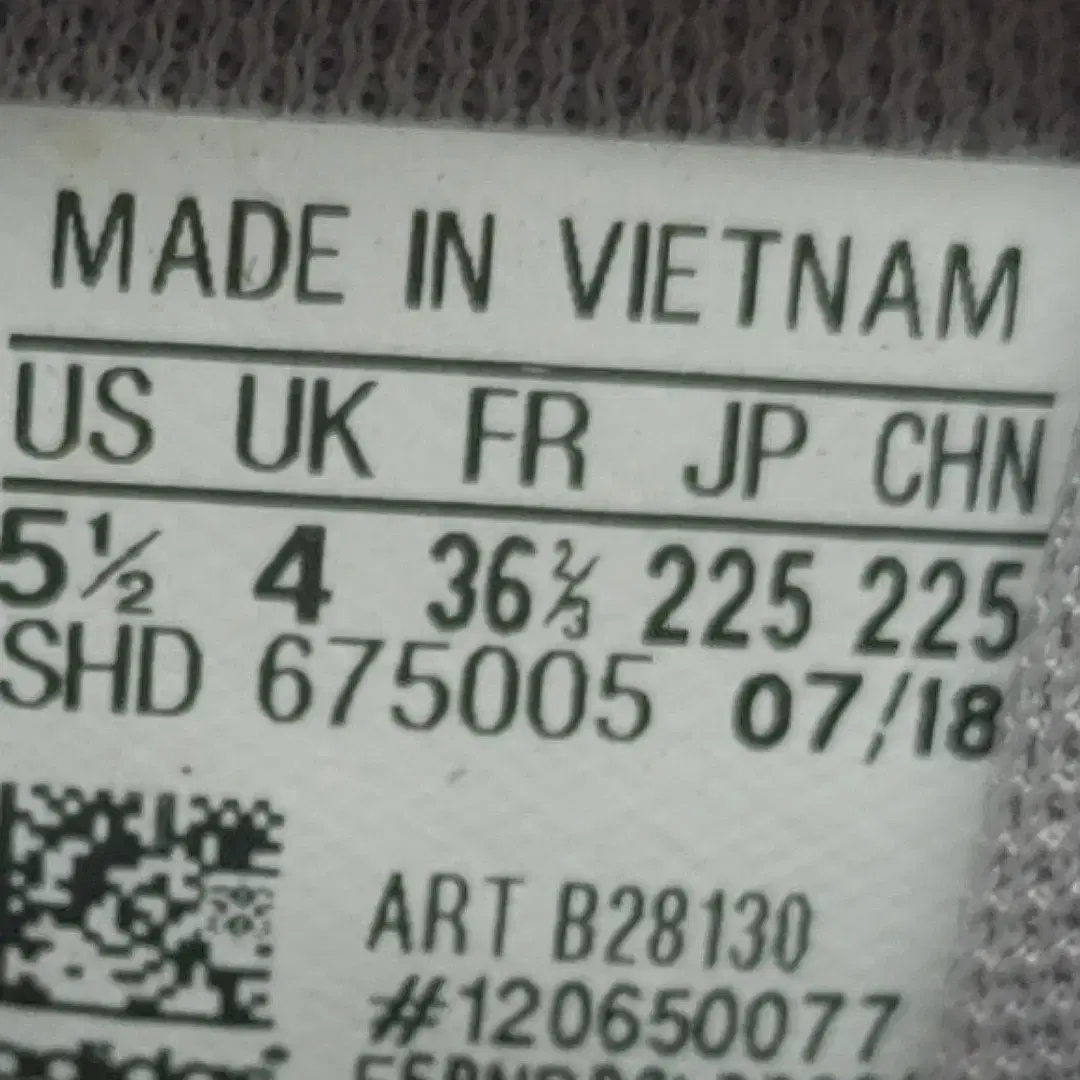 MADE IN VIETNAM
US UK FR JP CHN
5½ 4 36⅔ 225 225
SHD 675005 07/18
ART B28130
#120650077
adidas